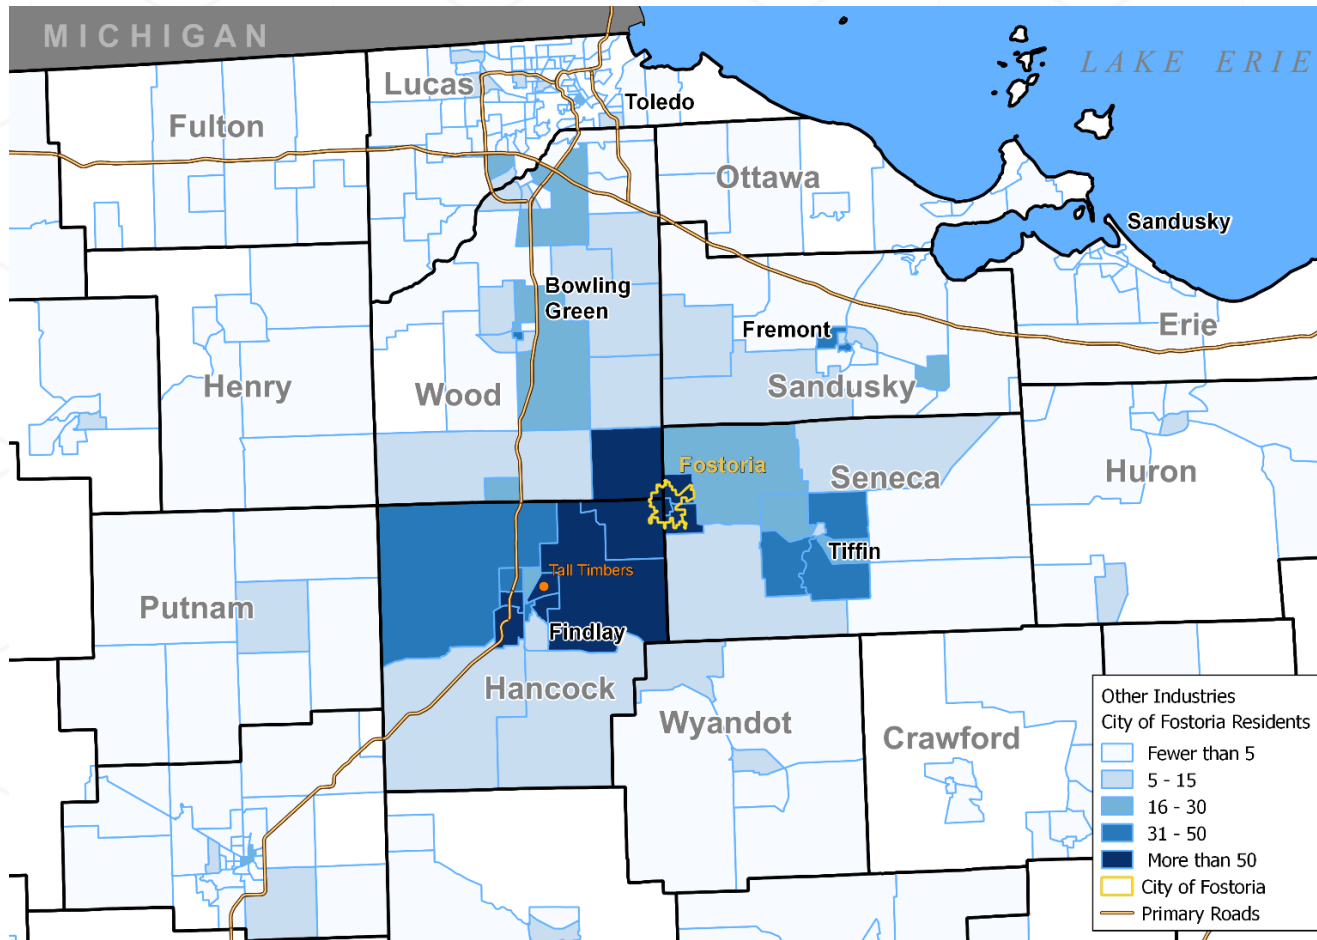 MICHIGAN
LAKE ERIE
Lucas
Toledo
Fulton
Ottawa
Sandusky
Bowling
Green
Fremont
Erie
Henry
Wood
Sandusky
Fostoria
Seneca
Huron
Tiffin
Tall Timbers
Putnam
Findlay
Hancock
Wyandot
Crawford
Other Industries
City of Fostoria Residents
Fewer than 5
5 - 15
16 - 30
31 - 50
More than 50
City of Fostoria
Primary Roads